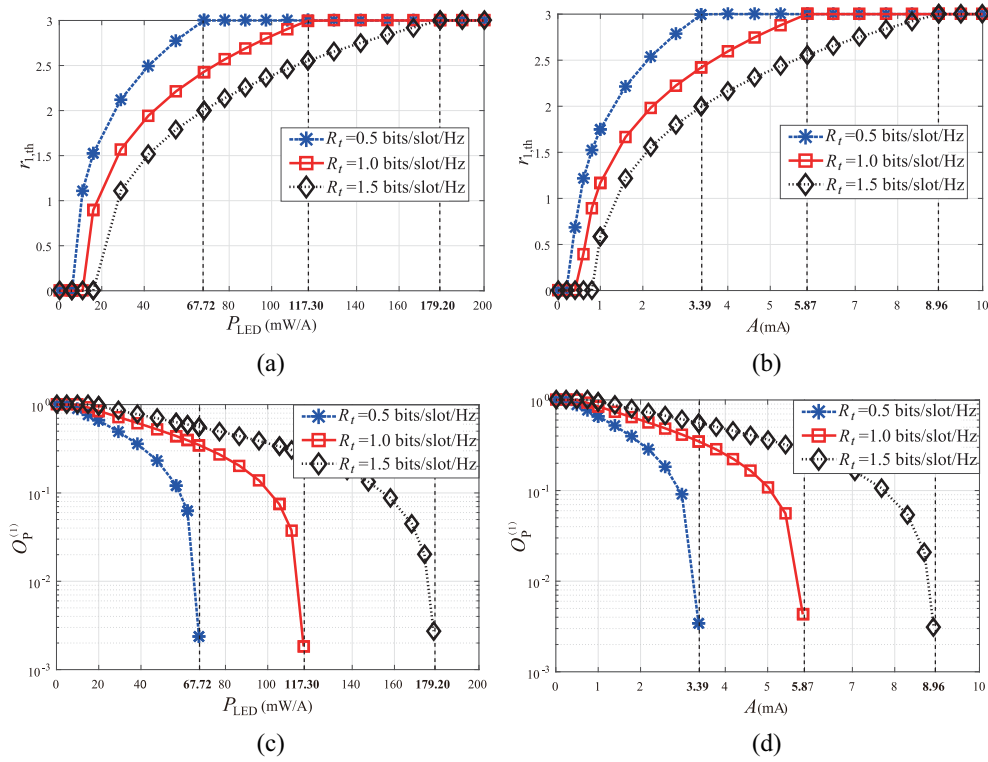 3
2.5
2
1.5
1
0.5
0
r1,th
Rt =0.5 bits/slot/Hz
Rt =1.0 bits/slot/Hz
Rt =1.5 bits/slot/Hz
0 20 40 67.72 80 100 117.30 140 160 179.20 200
PLED (mW/A)
(a)
3
2.5
2
1.5
1
0.5
0
r1,th
Rt =0.5 bits/slot/Hz
Rt =1.0 bits/slot/Hz
Rt =1.5 bits/slot/Hz
0 1 2 3.39 4 5.87 7 8.96 10
A(mA)
(b)
10^0
10^-1
10^-2
10^-3
OP(1)
Rt =0.5 bits/slot/Hz
Rt =1.0 bits/slot/Hz
Rt =1.5 bits/slot/Hz
0 20 40 67.72 80 100 117.30 140 160 179.20 200
PLED (mW/A)
(c)
10^0
10^-1
10^-2
10^-3
OP(1)
Rt =0.5 bits/slot/Hz
Rt =1.0 bits/slot/Hz
Rt =1.5 bits/slot/Hz
0 1 2 3.39 4 5.87 7 8.96 10
A(mA)
(d)